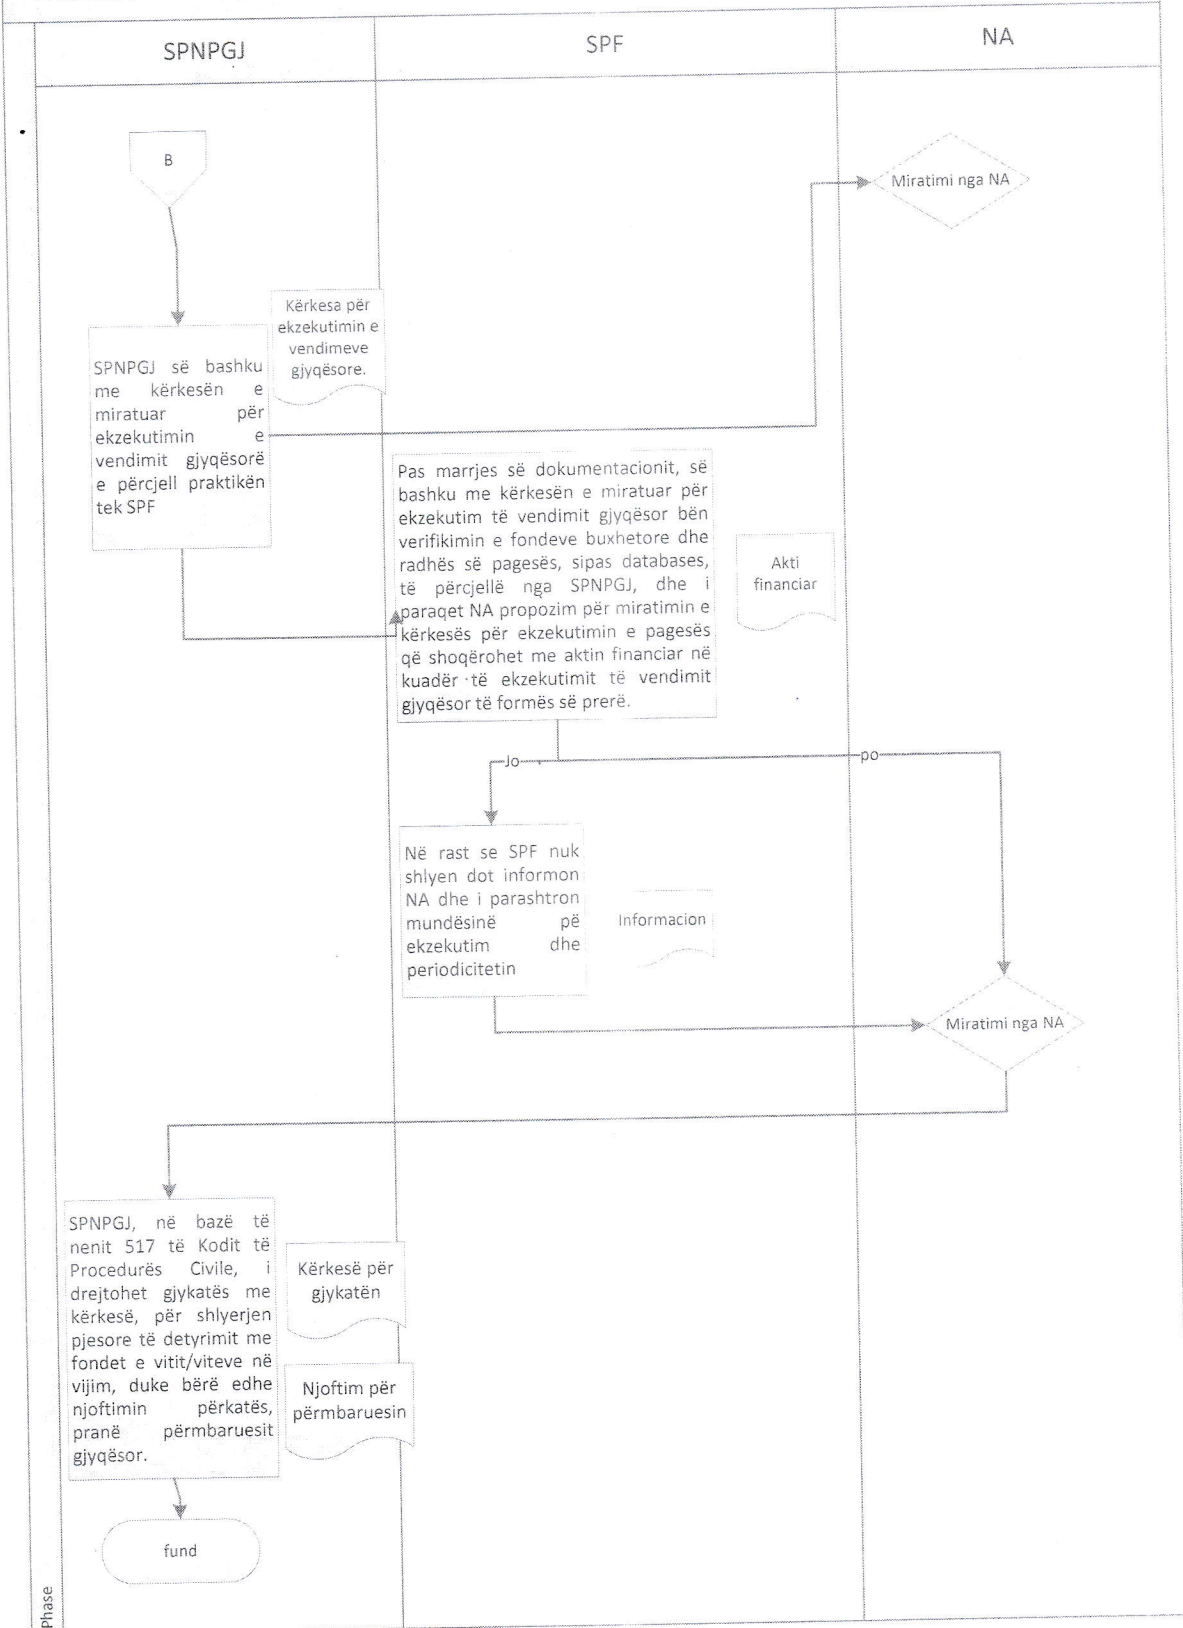 SPNPGJ
SPF
NA
B
Miratimi nga NA
Kërkesa për
ekzekutimin e
vendimeve
gjyqësore.
SPNPGJ së bashku
me kërkesën e
miratuar për
ekzekutimin e
vendimit gjyqësorë
e përcjell praktikën
tek SPF
Pas marrjes së dokumentacionit, së
bashku me kërkesën e miratuar për
ekzekutim të vendimit gjyqësor bën
verifikimin e fondeve buxhetore dhe
radhës së pagesës, sipas databases,
të përcjellë nga SPNPGJ, dhe i
paraqet NA propozim për miratimin e
kërkesës për ekzekutimin e pagesës
që shoqërohet me aktin financiar në
kuadër të ekzekutimit të vendimit
gjyqësor të formës së prerë.
Akti
financiar
Jo
po
Në rast se SPF nuk
shlyen dot informon
NA dhe i parashtron
mundësinë pë
ekzekutim dhe
periodicitetin
Informacion
Miratimi nga NA
SPNPGJ, në bazë të
nenit 517 të Kodit të
Procedurës Civile, i
drejtohet gjykatës me
kërkesë, për shlyerjen
pjesore të detyrimit me
fondet e vitit/viteve në
vijim, duke bërë edhe
njoftimin përkatës,
pranë përmbaruesit
gjyqësor.
Kërkesë për
gjykatën
Njoftim për
përmbaruesin
fund
Phase